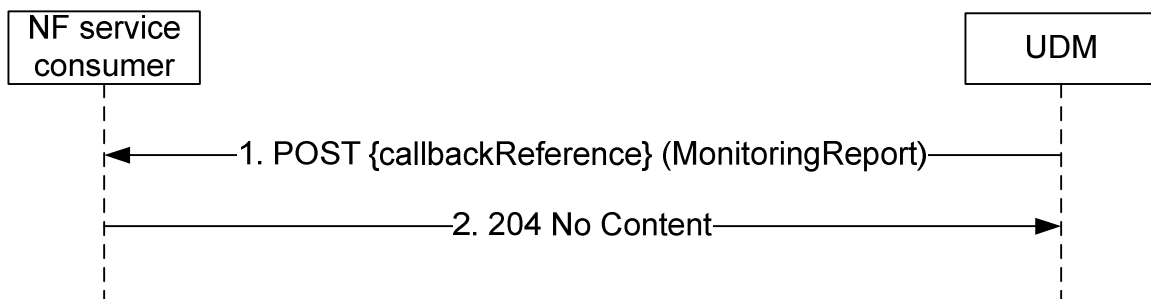 NF service
consumer
UDM
1. POST {callbackReference} (MonitoringReport)
2. 204 No Content